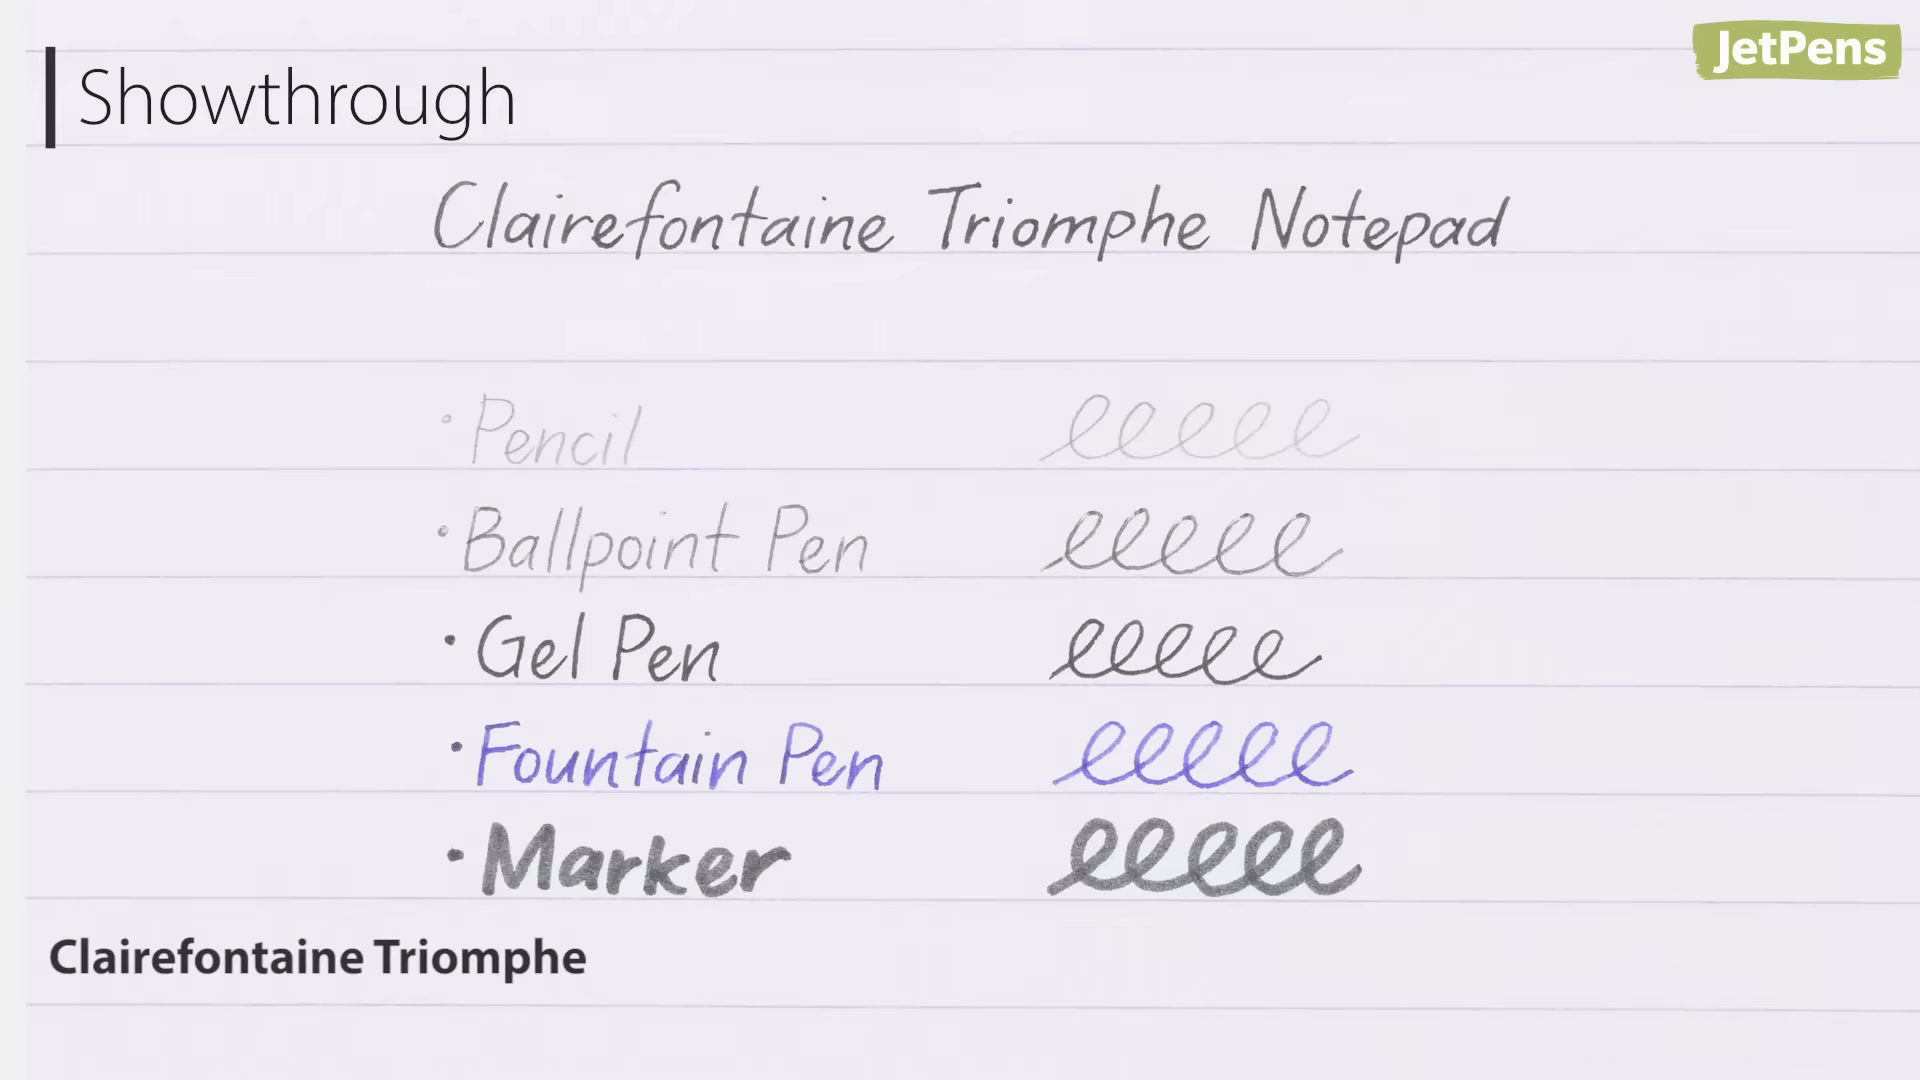 JetPens
Showthrough
Clairefontaine Triomphe Notepad
• Pencil eeeee
• Ballpoint Pen eeeee
• Gel Pen eeeee
• Fountain Pen eeeee
• Marker eeeee
Clairefontaine Triomphe